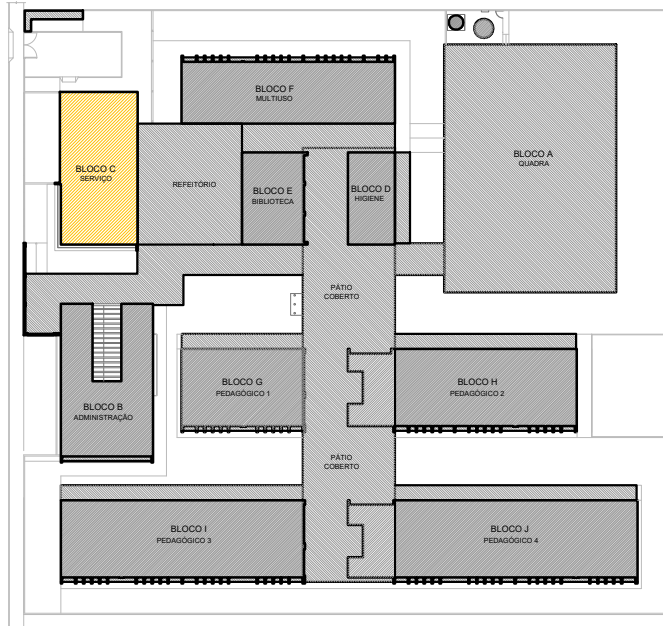 BLOCO F
MULTIUSO
BLOCO A
QUADRA
BLOCO C
SERVIÇO
REFEITÓRIO
BLOCO E
BIBLIOTECA
BLOCO D
HIGIENE
PÁTIO
COBERTO
BLOCO B
ADMINISTRAÇÃO
BLOCO G
PEDAGÓGICO 1
BLOCO H
PEDAGÓGICO 2
PÁTIO
COBERTO
BLOCO I
PEDAGÓGICO 3
BLOCO J
PEDAGÓGICO 4